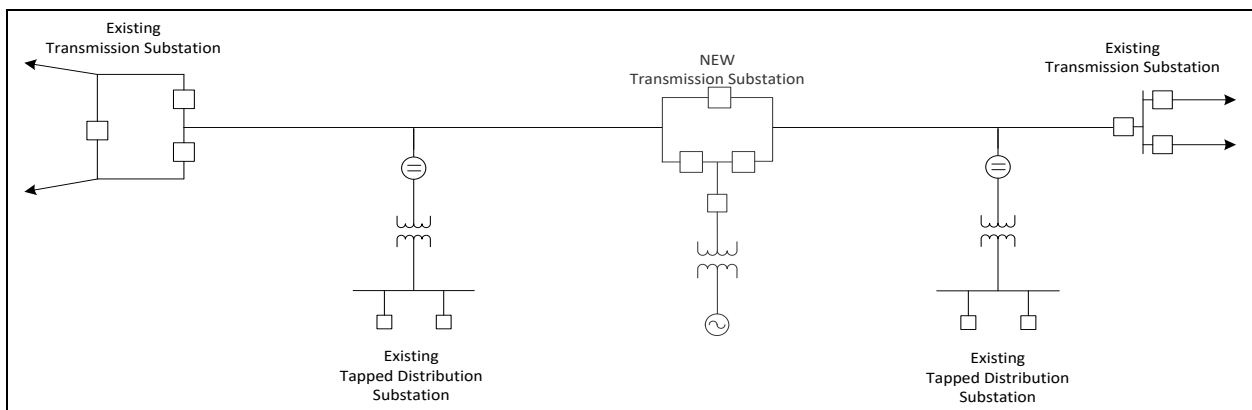 Existing
Transmission Substation
NEW
Transmission Substation
Existing
Transmission Substation
Existing
Tapped Distribution
Substation
Existing
Tapped Distribution
Substation